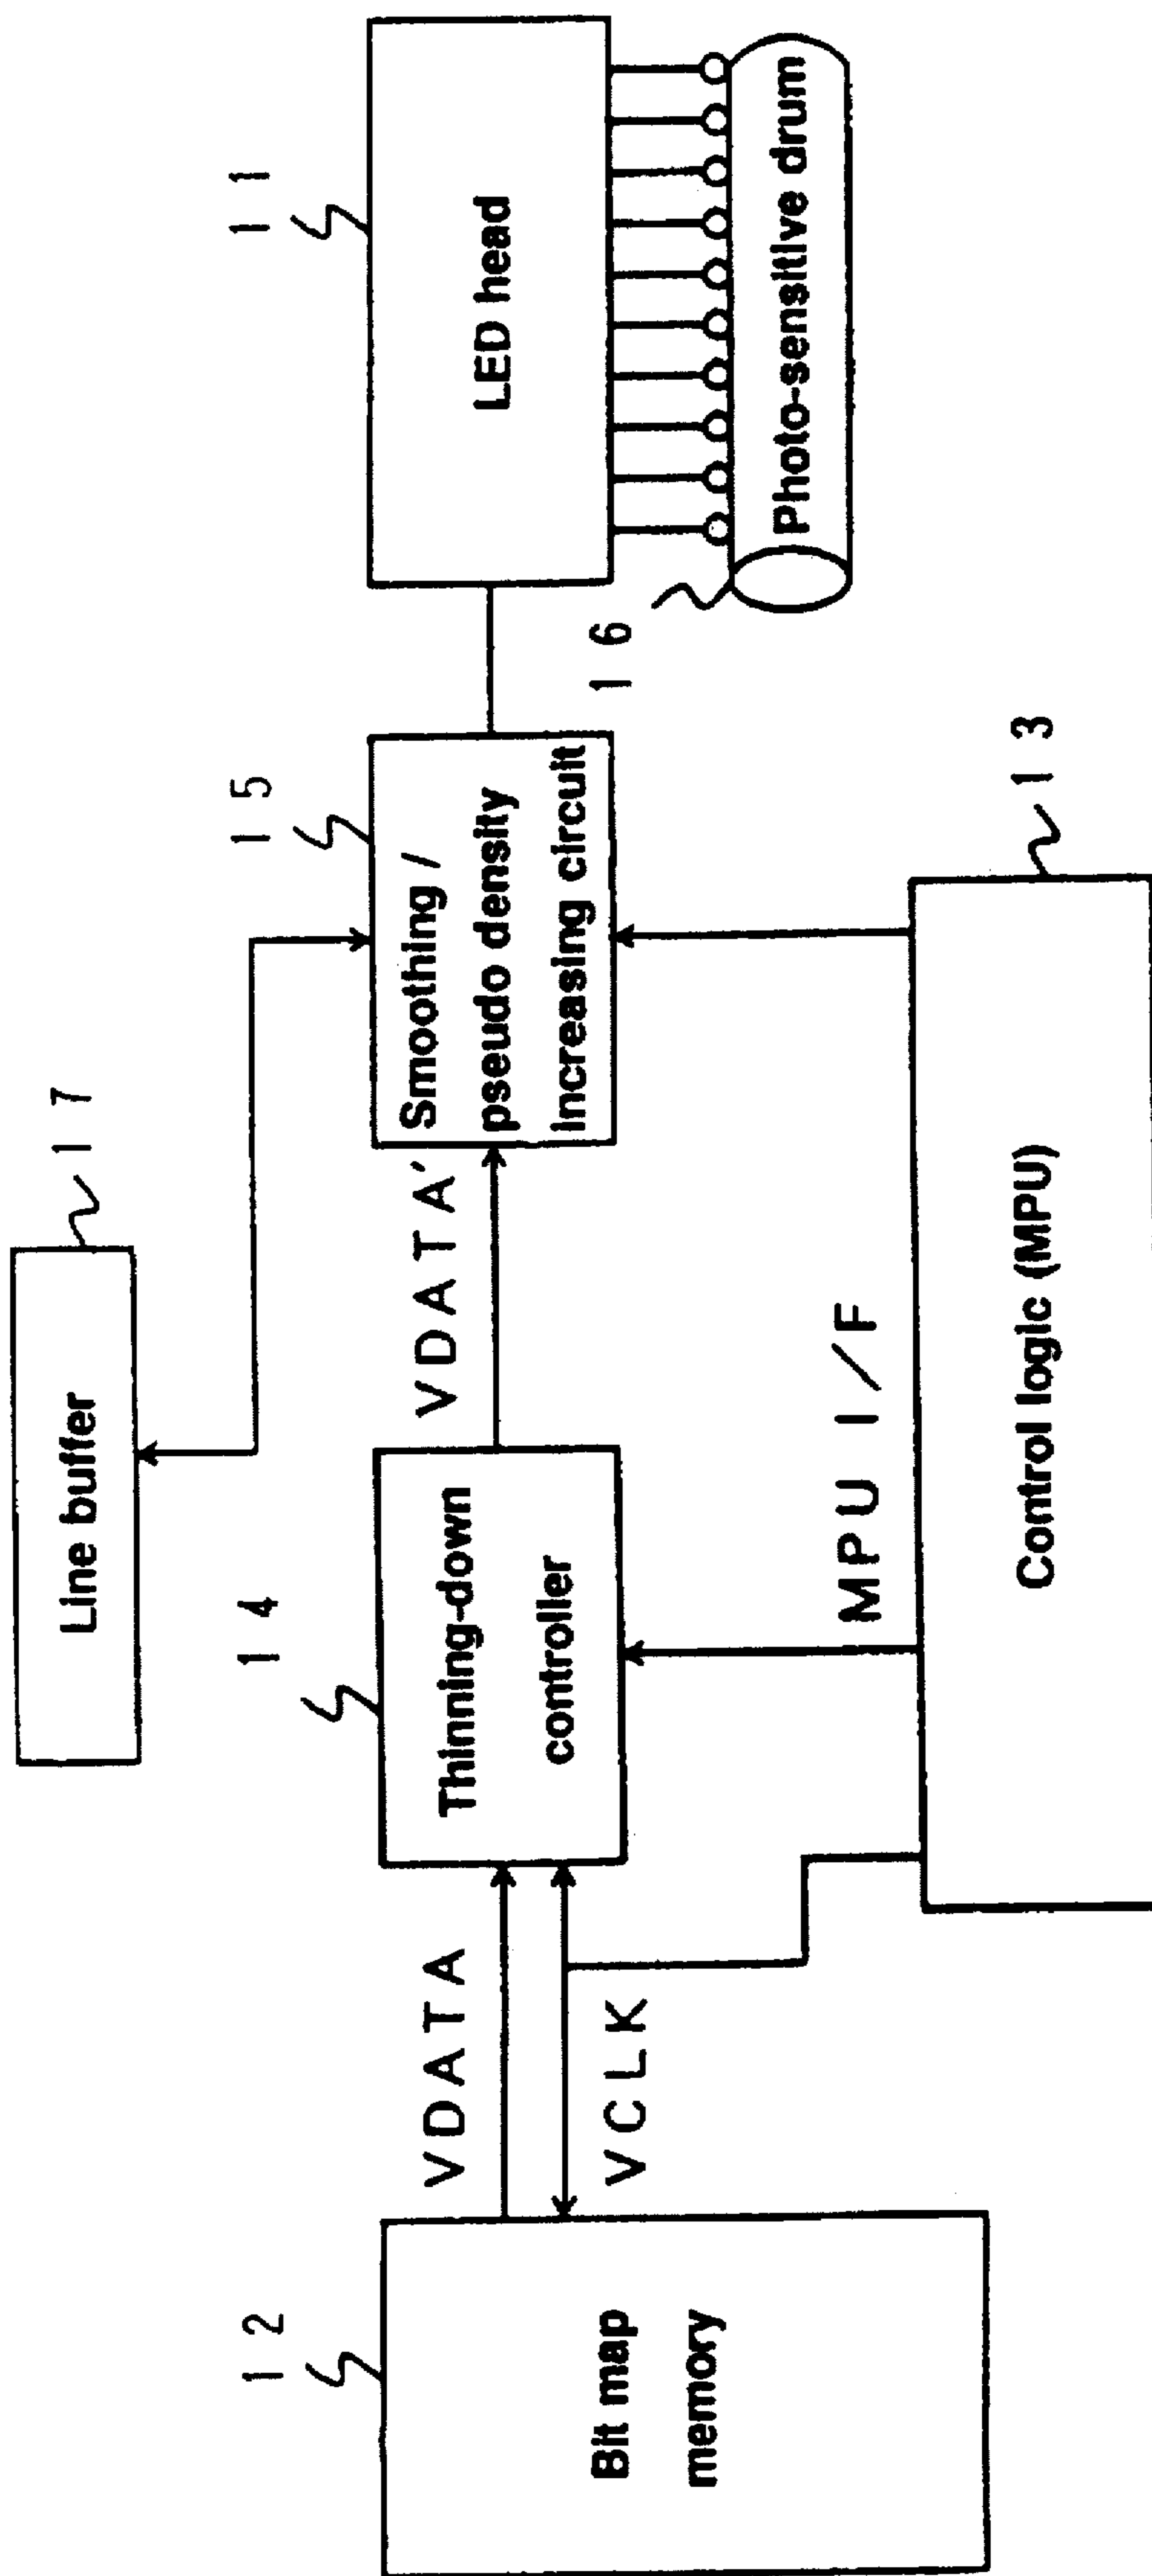 17
Line buffer
12
14
15
11
Bit map
memory
VDATA
VCLK
Thinning-down
controller
VDATA'
Smoothing /
pseudo density
increasing circuit
LED head
16
Photo-sensitive drum
MPU I/F
13
Control logic (MPU)